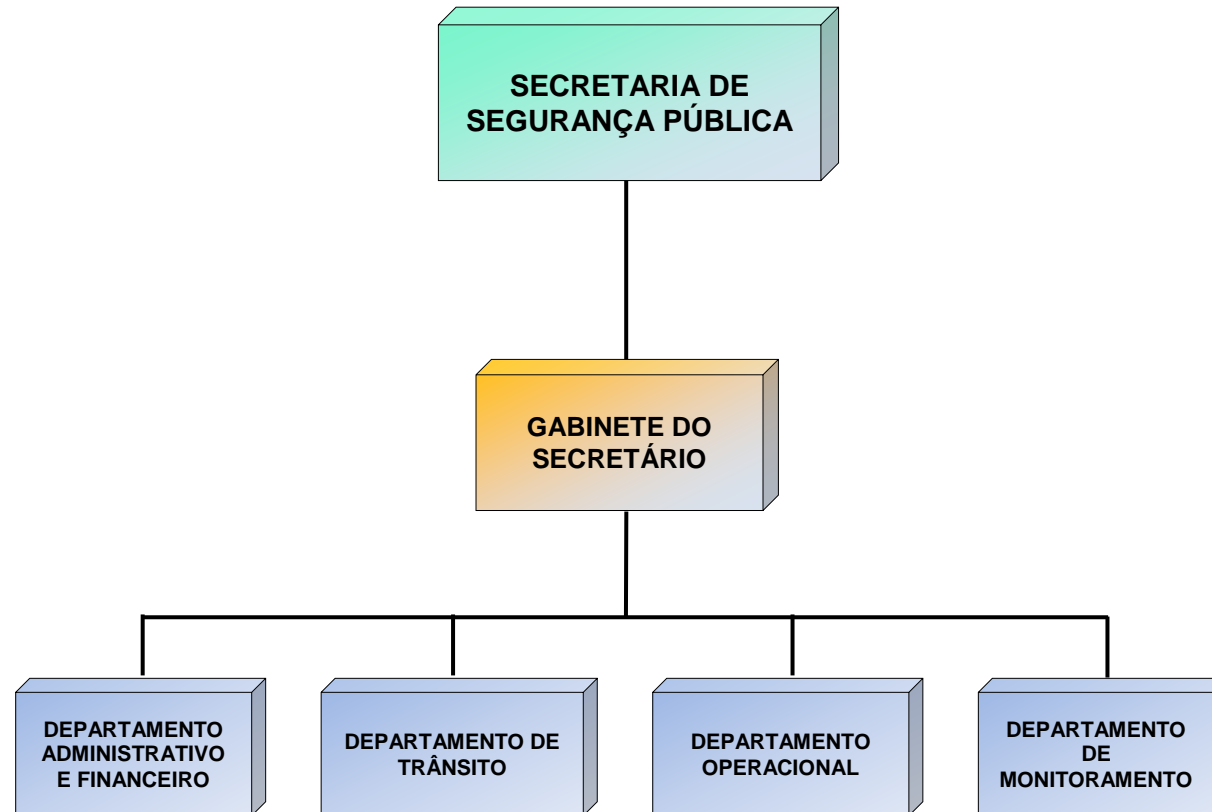 SECRETARIA DE
SEGURANÇA PÚBLICA
GABINETE DO
SECRETÁRIO
DEPARTAMENTO
ADMINISTRATIVO
E FINANCEIRO
DEPARTAMENTO DE
TRÂNSITO
DEPARTAMENTO
OPERACIONAL
DEPARTAMENTO
DE
MONITORAMENTO